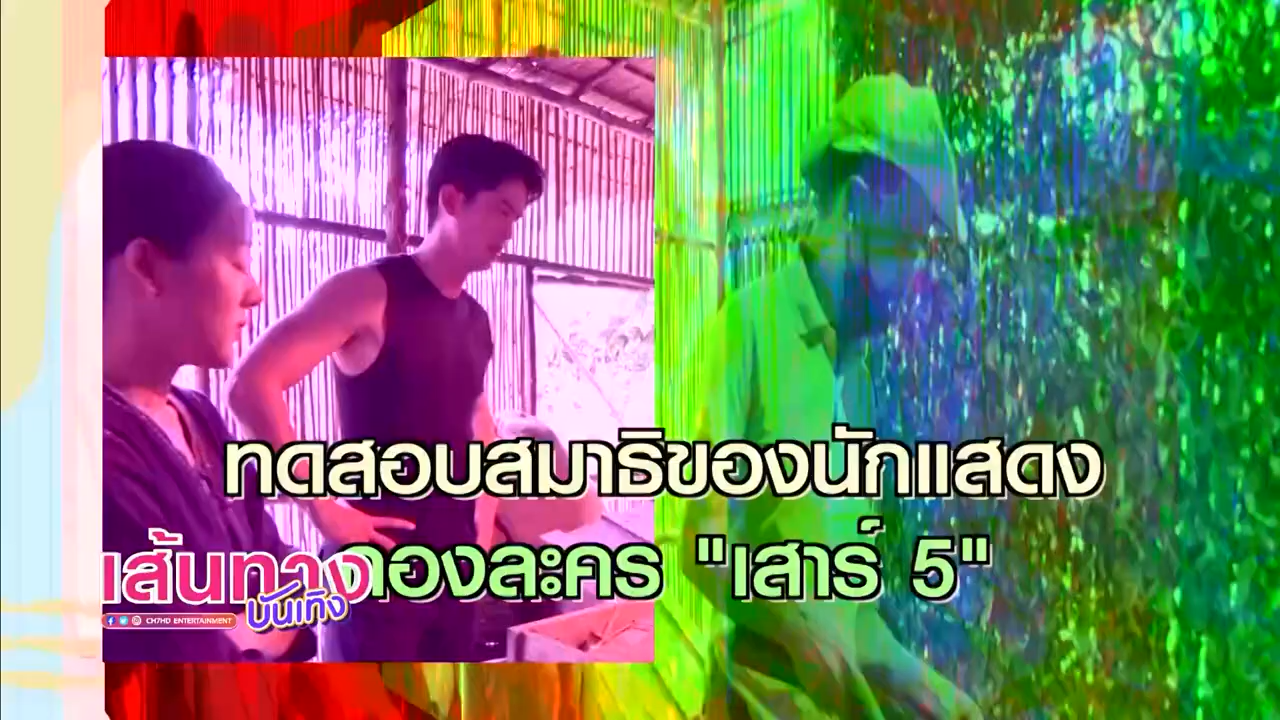 ทดสอบสมาธิของนักแสดง
กองละคร "เสาร์ 5"
เส้นทาง
บันเทิง
CH7HD ENTERTAINMENT